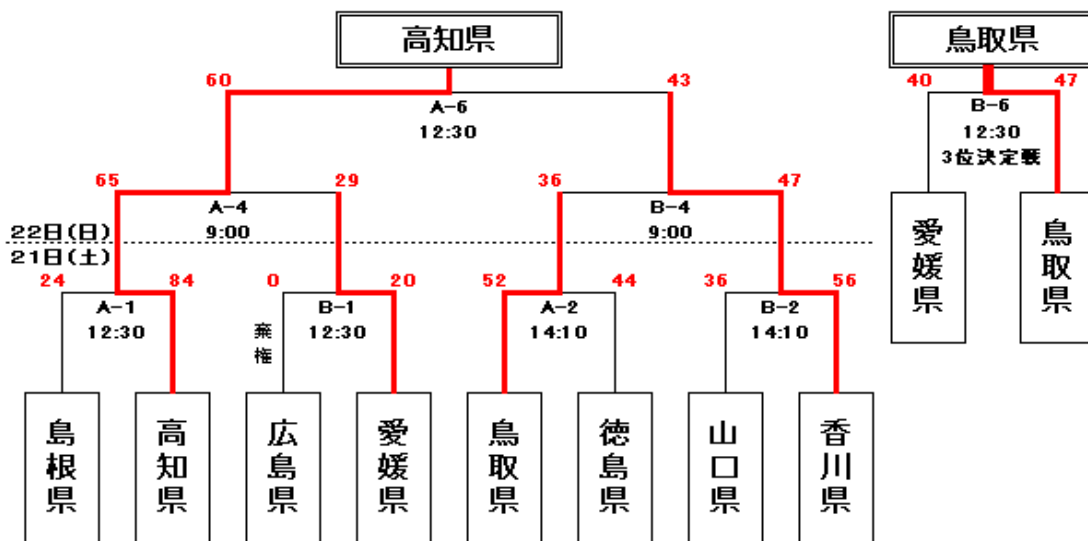 高知県
鳥取県
60
43
A-6
12:30
40
47
B-6
12:30
3位決定戦
65
29
A-4
9:00
36
47
B-4
9:00
22日(日)
21日(土)
24
84
A-1
12:30
0
20
B-1
12:30
棄権
52
44
A-2
14:10
36
56
B-2
14:10
愛媛県
鳥取県
島根県
高知県
広島県
愛媛県
鳥取県
徳島県
山口県
香川県